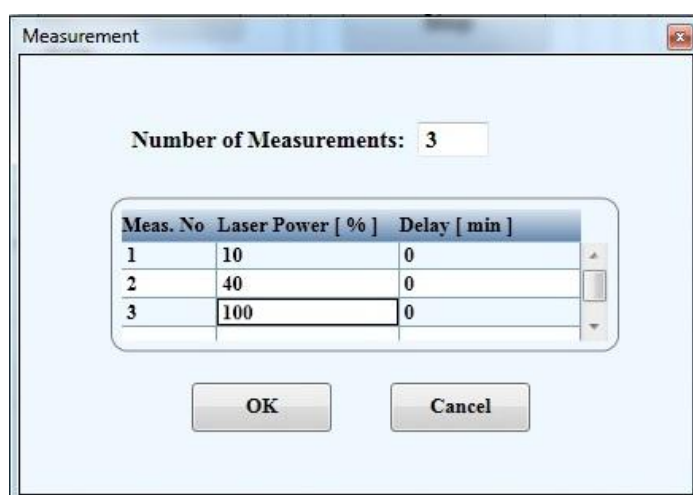 Measurement
Number of Measurements: 3
Meas. No Laser Power [ % ] Delay [ min ]
1 10 0
2 40 0
3 100 0
OK Cancel